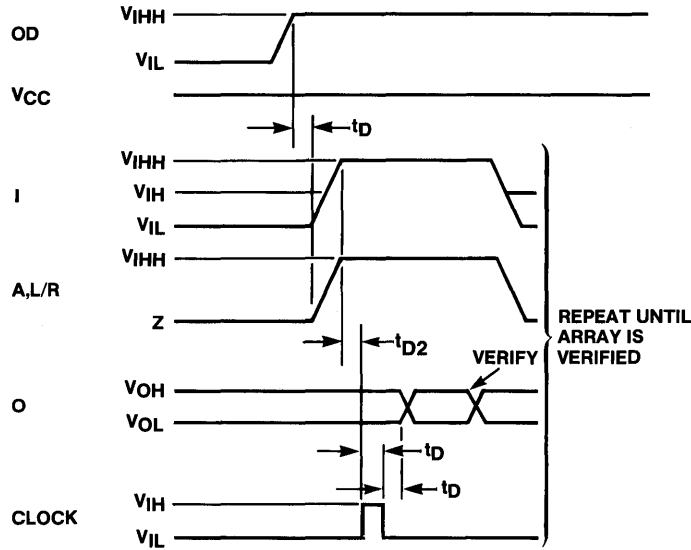 VIHH
OD
VIL
VCC
tD
VIHH
I
VIH
VIL
VIHH
A,L/R
Z
REPEAT UNTIL
ARRAY IS
VERIFIED
tD2
VERIFY
VOH
O
VOL
tD
tD
VIH
CLOCK
VIL